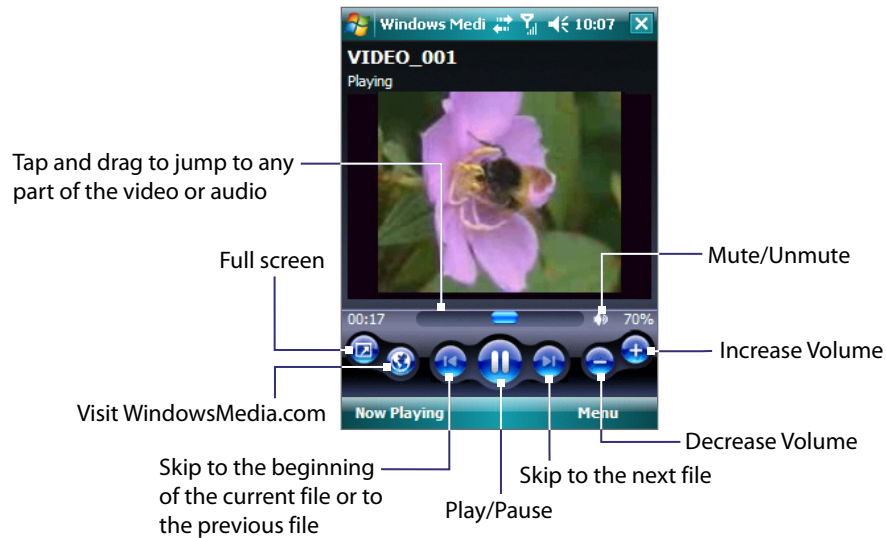 Windows Medi 10:07
VIDEO_001
Playing
Tap and drag to jump to any
part of the video or audio
Full screen
Mute/Unmute
00:17 70%
Increase Volume
Visit WindowsMedia.com
Now Playing Menu
Decrease Volume
Skip to the beginning
of the current file or to
the previous file
Skip to the next file
Play/Pause